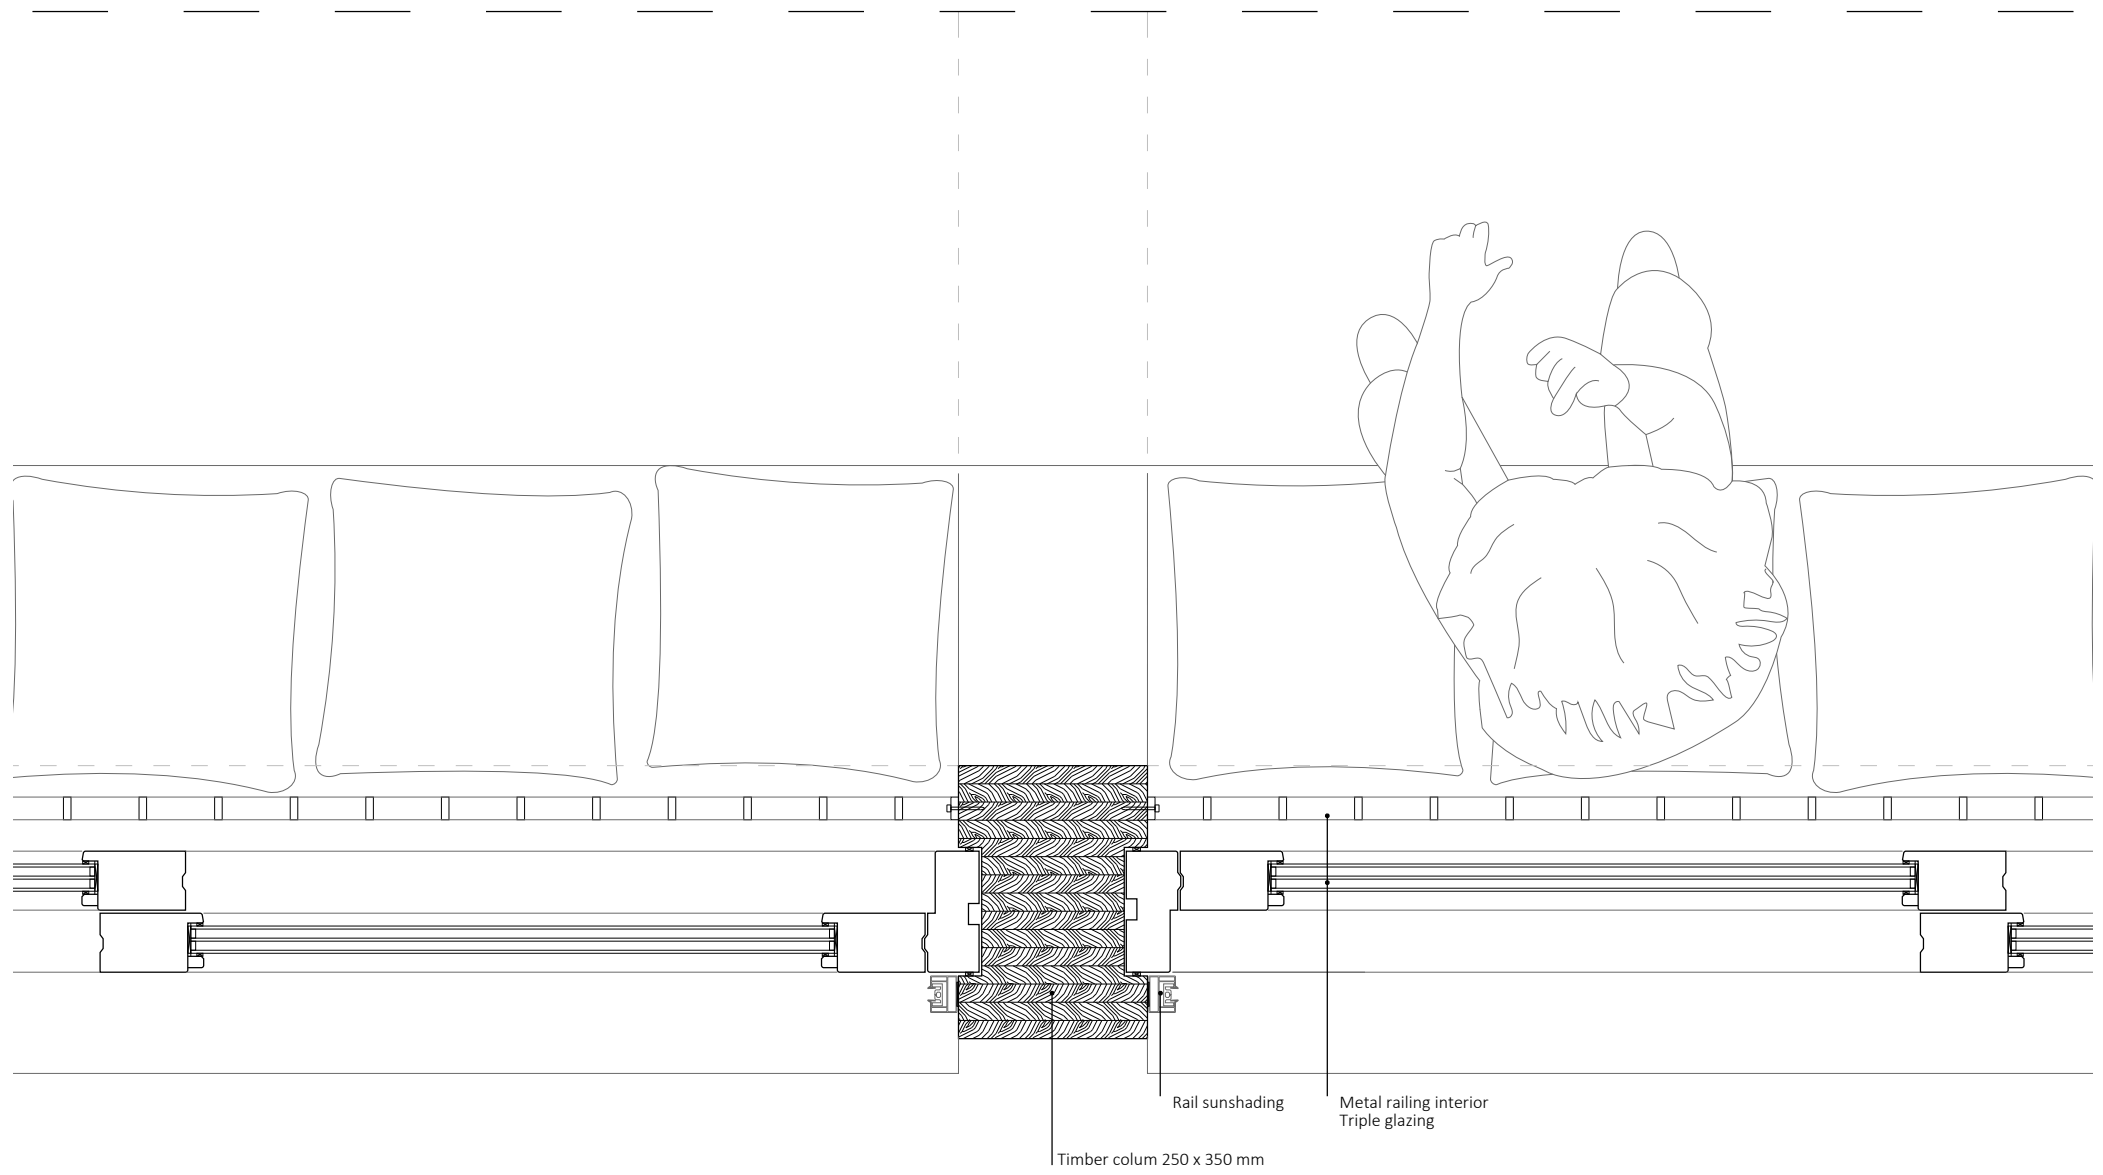 Rail sunshading
Metal railing interior
Triple glazing
Timber colum 250 x 350 mm